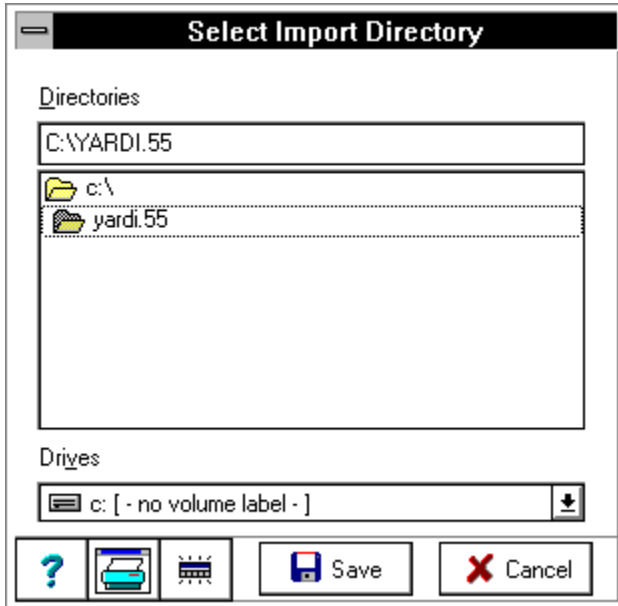 Select Import Directory
Directories
C:\YARDI.55
c:\
yardi.55
Drives
c: [ - no volume label - ]
? Save Cancel